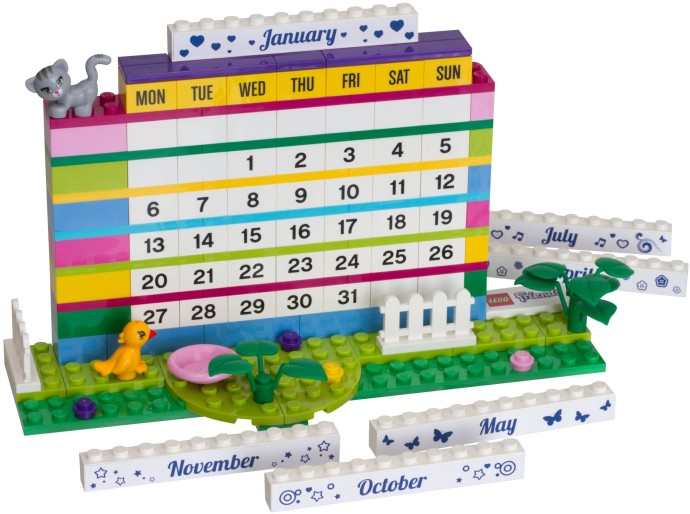 January
MON TUE WED THU FRI SAT SUN
1 2 3 4 5
6 7 8 9 10 11 12
13 14 15 16 17 18 19
20 21 22 23 24 25 26
27 28 29 30 31
July
April
LEGO Friends
May
November
October